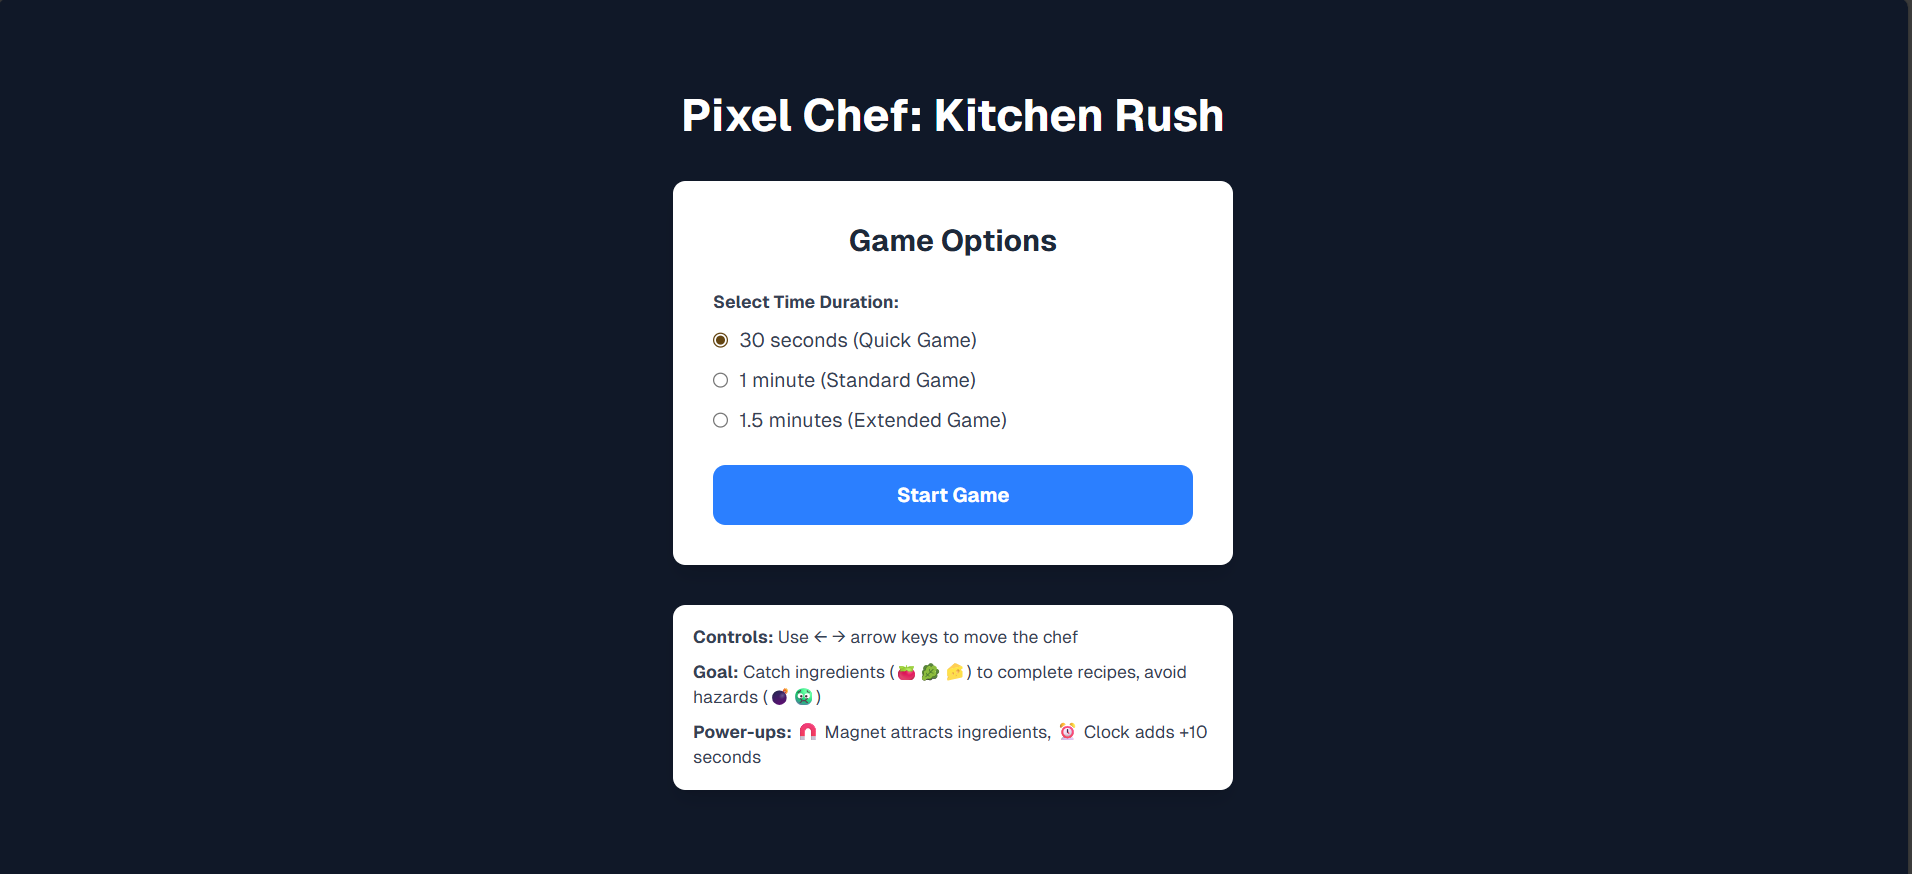 Pixel Chef: Kitchen Rush
Game Options
Select Time Duration:
30 seconds (Quick Game)
1 minute (Standard Game)
1.5 minutes (Extended Game)
Start Game
Controls: Use ← → arrow keys to move the chef
Goal: Catch ingredients (🍅 🥬 🧀) to complete recipes, avoid
hazards (💣 🤢)
Power-ups: 🧲 Magnet attracts ingredients, ⏰ Clock adds +10
seconds